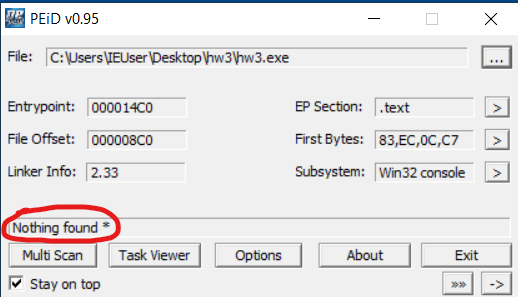 PEiD v0.95
File: C:\Users\IEUser\Desktop\hw3\hw3.exe ...
Entrypoint: 000014C0 EP Section: .text >
File Offset: 000008C0 First Bytes: 83,EC,0C,C7 >
Linker Info: 2.33 Subsystem: Win32 console >
Nothing found *
Multi Scan Task Viewer Options About Exit
Stay on top »» ->